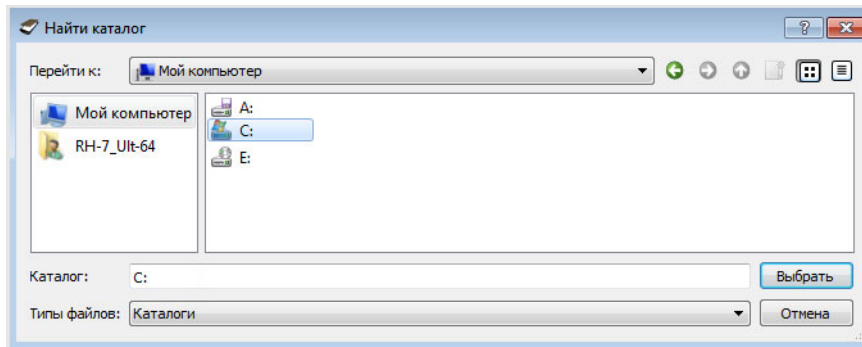 Найти каталог
Перейти к: Мой компьютер
Мой компьютер
RH-7_Ult-64
A:
C:
E:
Каталог: C: Выбрать
Типы файлов: Каталоги Отмена